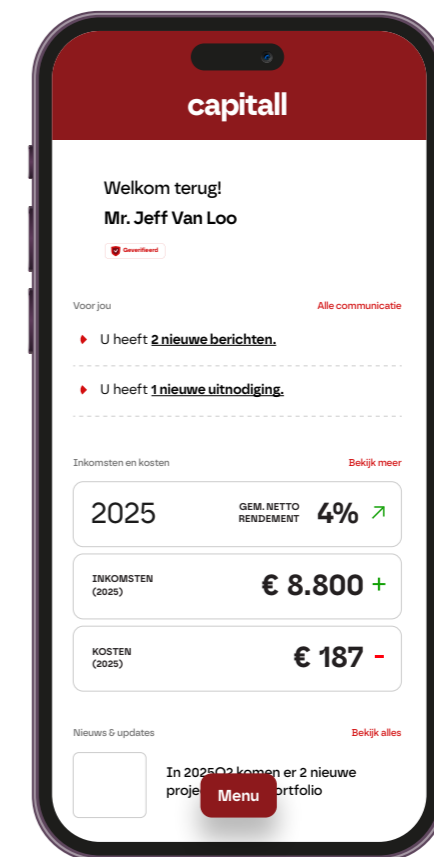 capitall
Welkom terug!
Mr. Jeff Van Loo
Geverifieerd
Voor jou
Alle communicatie
U heeft 2 nieuwe berichten.
U heeft 1 nieuwe uitnodiging.
Inkomsten en kosten
Bekijk meer
2025
GEM. NETTO
RENDEMENT
4%
INKOMSTEN
(2025)
€ 8.800 +
KOSTEN
(2025)
€ 187 -
Nieuws & updates
Bekijk alles
In 2025Q2 komen er 2 nieuwe
Menu